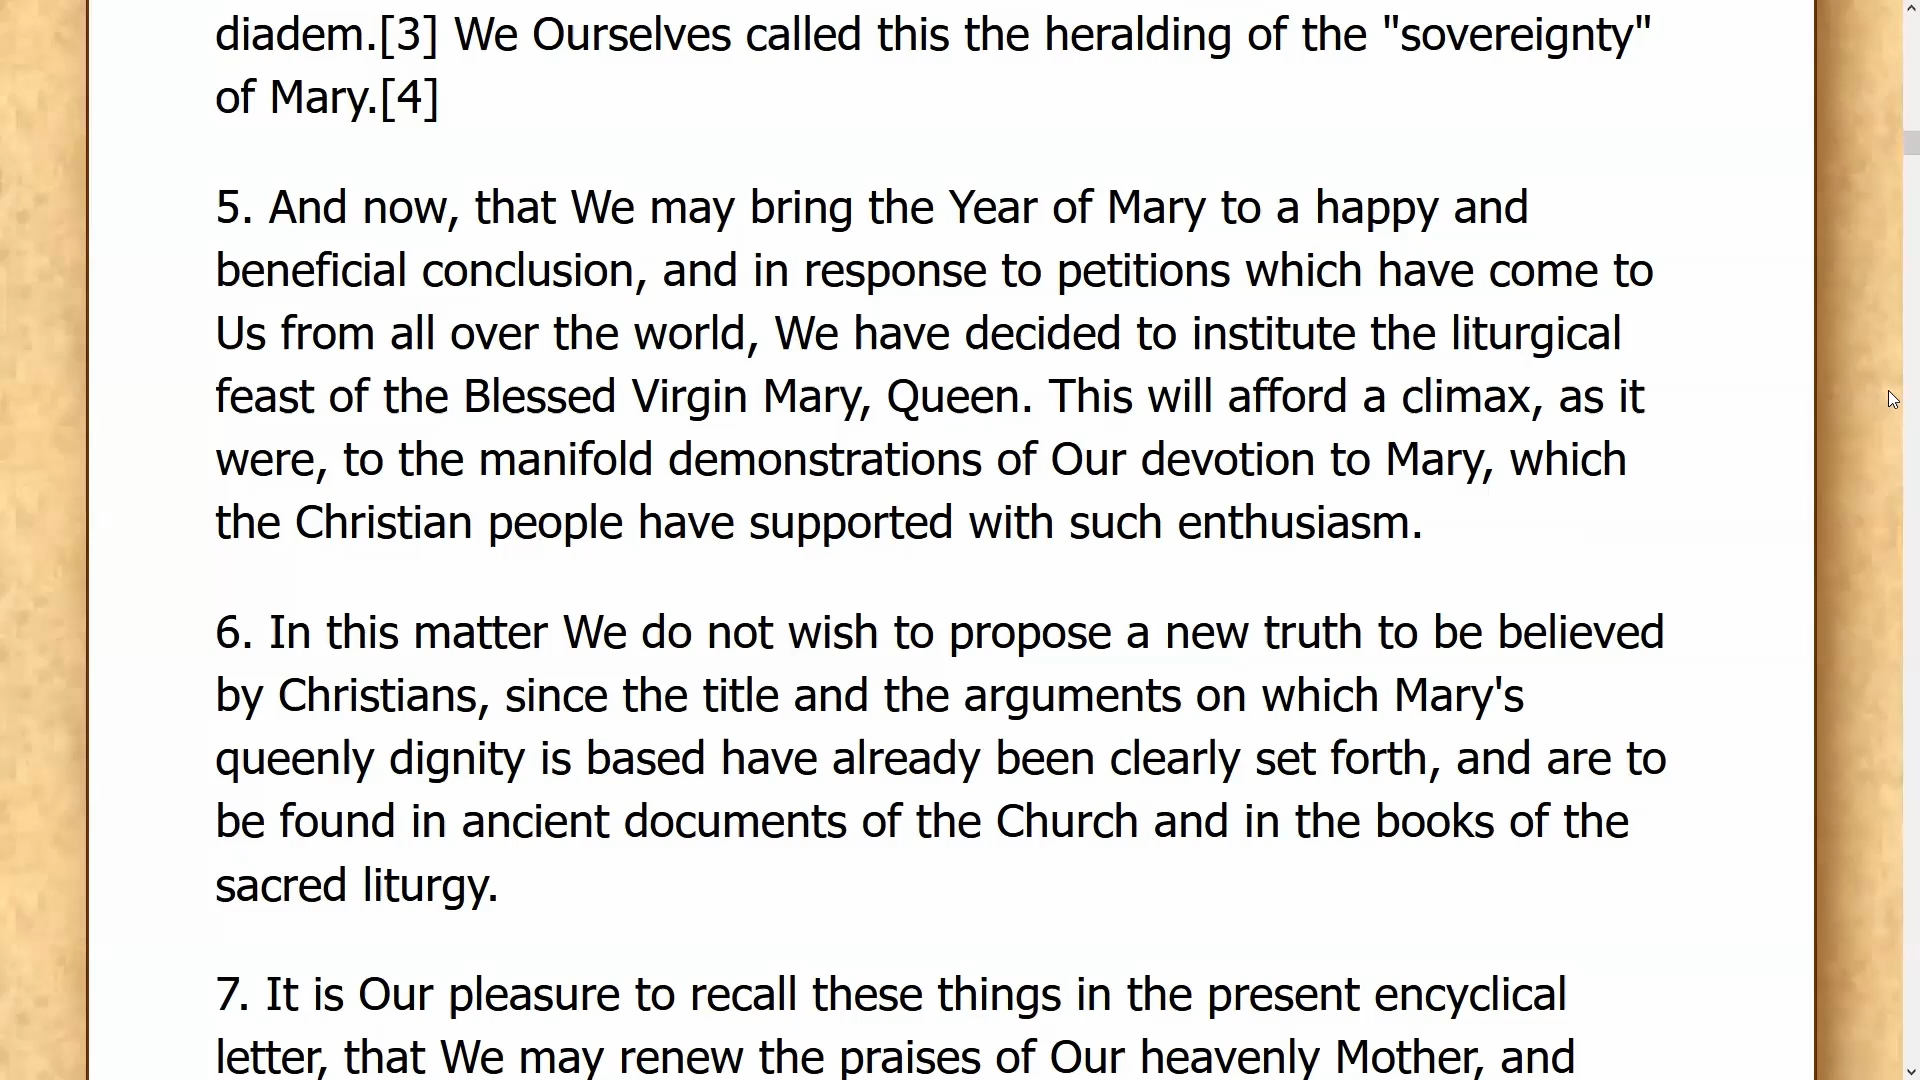 diadem.[3] We Ourselves called this the heralding of the "sovereignty"
of Mary.[4]
5. And now, that We may bring the Year of Mary to a happy and
beneficial conclusion, and in response to petitions which have come to
Us from all over the world, We have decided to institute the liturgical
feast of the Blessed Virgin Mary, Queen. This will afford a climax, as it
were, to the manifold demonstrations of Our devotion to Mary, which
the Christian people have supported with such enthusiasm.
6. In this matter We do not wish to propose a new truth to be believed
by Christians, since the title and the arguments on which Mary's
queenly dignity is based have already been clearly set forth, and are to
be found in ancient documents of the Church and in the books of the
sacred liturgy.
7. It is Our pleasure to recall these things in the present encyclical
letter, that We may renew the praises of Our heavenly Mother, and